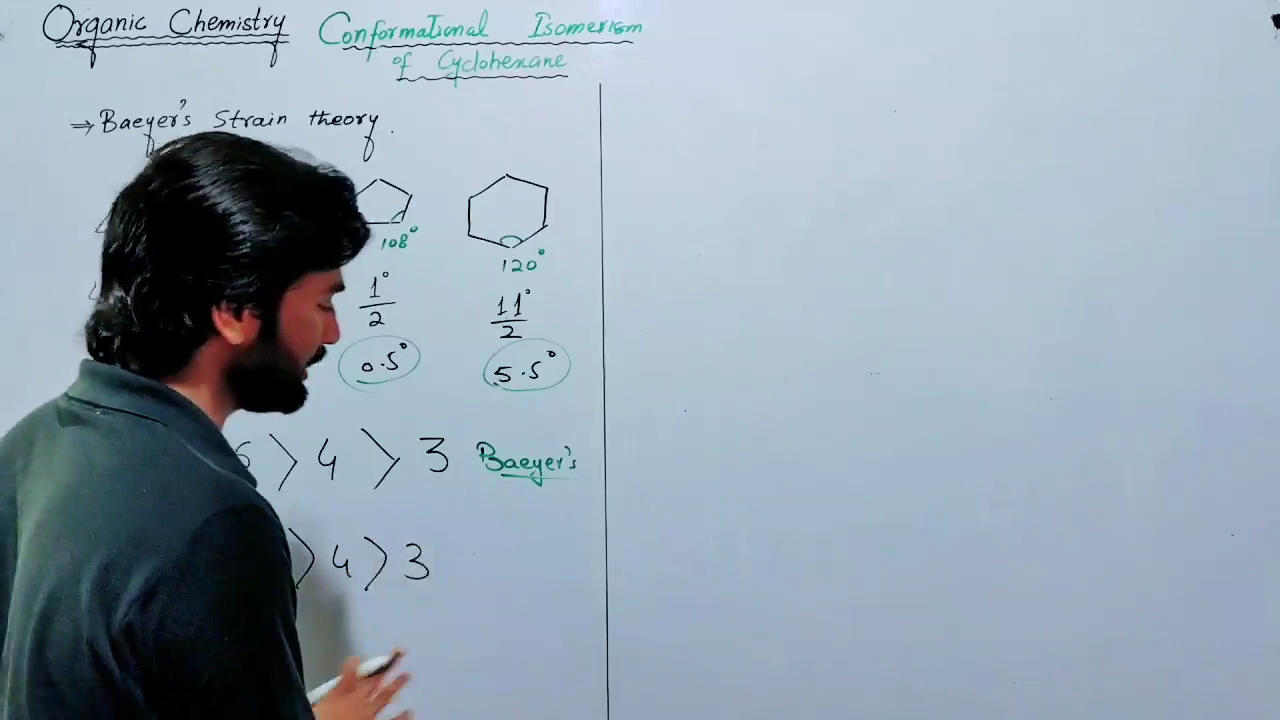 Organic Chemistry Conformational Isomerism
of Cyclohexane
⇒ Baeyer's Strain theory.
108° 120°
1°/2 11°/2
0.5° 5.5°
> 4 > 3 Baeyer's
> 4 > 3